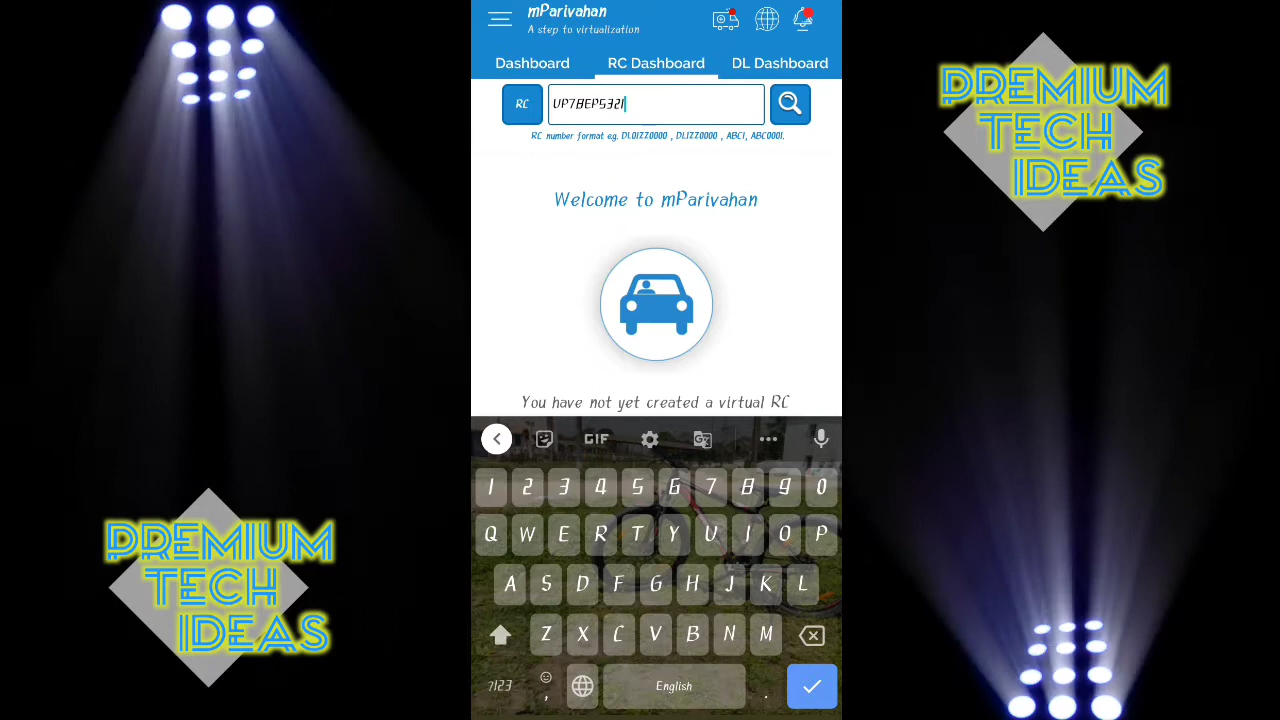 PREMIUM
TECH
IDEAS
mParivahan
A step to virtualization
Dashboard
RC Dashboard
DL Dashboard
RC
UP78EP5321
RC number format e.g. DL01ZZ0000 , DL1ZZ0000 , ABC1, ABC0001.
Welcome to mParivahan
You have not yet created a virtual RC
GIF
1 2 3 4 5 6 7 8 9 0
Q W E R T Y U I O P
A S D F G H J K L
Z X C V B N M
?123 , English .
PREMIUM
TECH
IDEAS